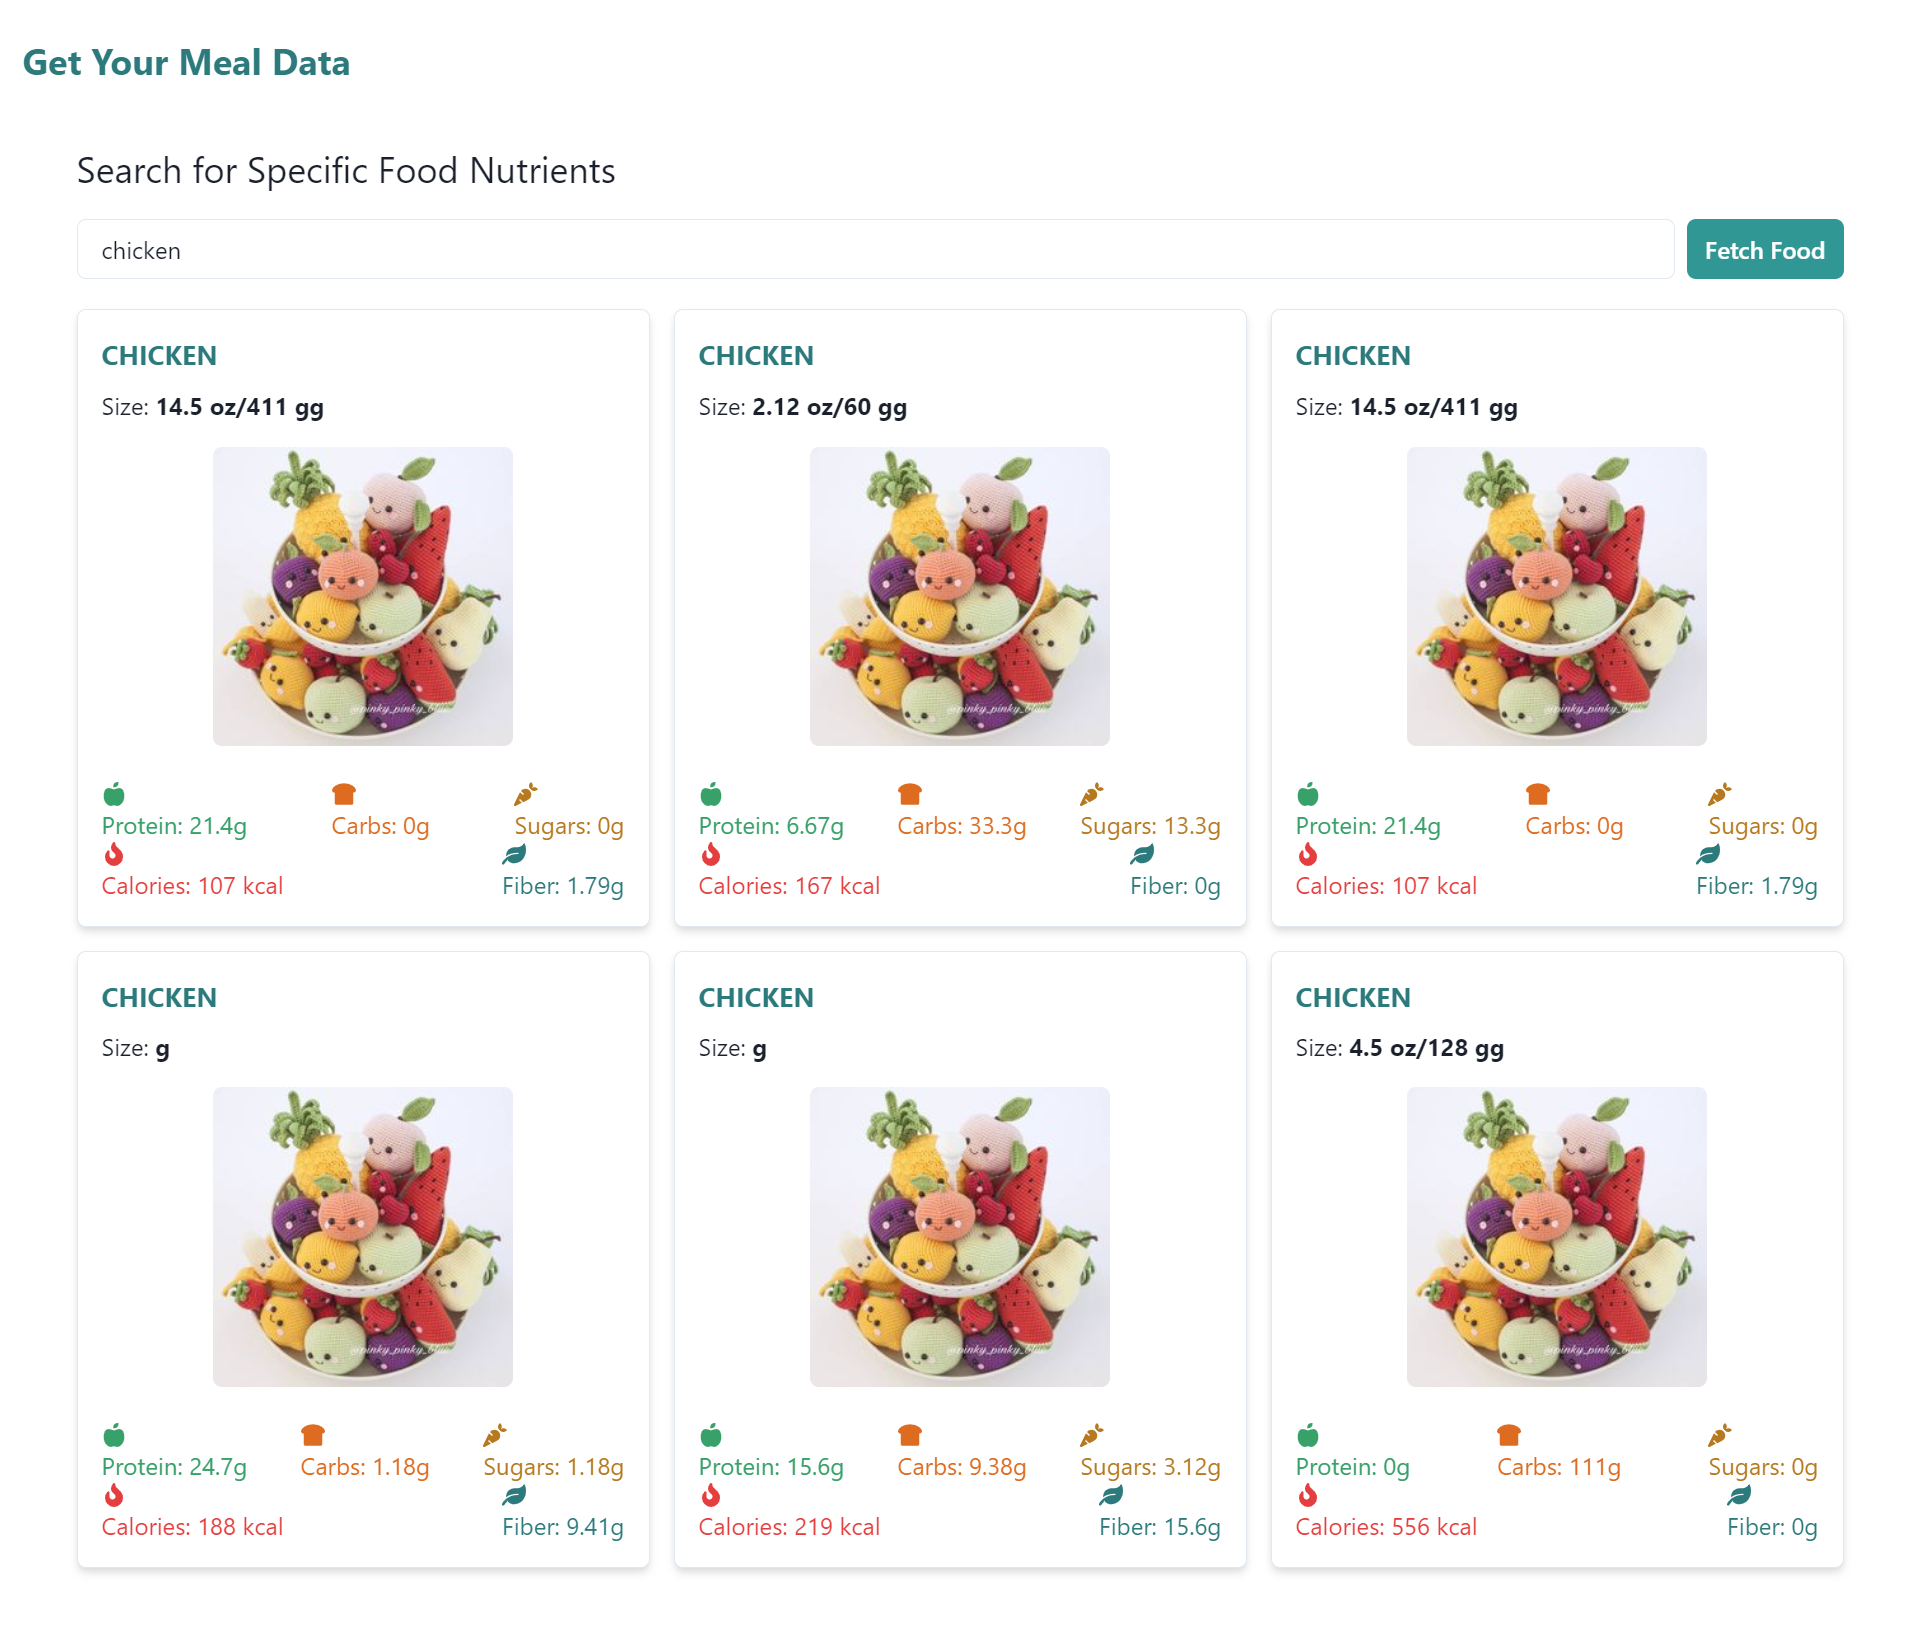 Get Your Meal Data
Search for Specific Food Nutrients
chicken
Fetch Food
CHICKEN
Size: 14.5 oz/411 gg
@pinky_pinky_blue
Protein: 21.4g
Carbs: 0g
Sugars: 0g
Calories: 107 kcal
Fiber: 1.79g
CHICKEN
Size: 2.12 oz/60 gg
@pinky_pinky_blue
Protein: 6.67g
Carbs: 33.3g
Sugars: 13.3g
Calories: 167 kcal
Fiber: 0g
CHICKEN
Size: 14.5 oz/411 gg
@pinky_pinky_blue
Protein: 21.4g
Carbs: 0g
Sugars: 0g
Calories: 107 kcal
Fiber: 1.79g
CHICKEN
Size: g
@pinky_pinky_blue
Protein: 24.7g
Carbs: 1.18g
Sugars: 1.18g
Calories: 188 kcal
Fiber: 9.41g
CHICKEN
Size: g
@pinky_pinky_blue
Protein: 15.6g
Carbs: 9.38g
Sugars: 3.12g
Calories: 219 kcal
Fiber: 15.6g
CHICKEN
Size: 4.5 oz/128 gg
@pinky_pinky_blue
Protein: 0g
Carbs: 111g
Sugars: 0g
Calories: 556 kcal
Fiber: 0g